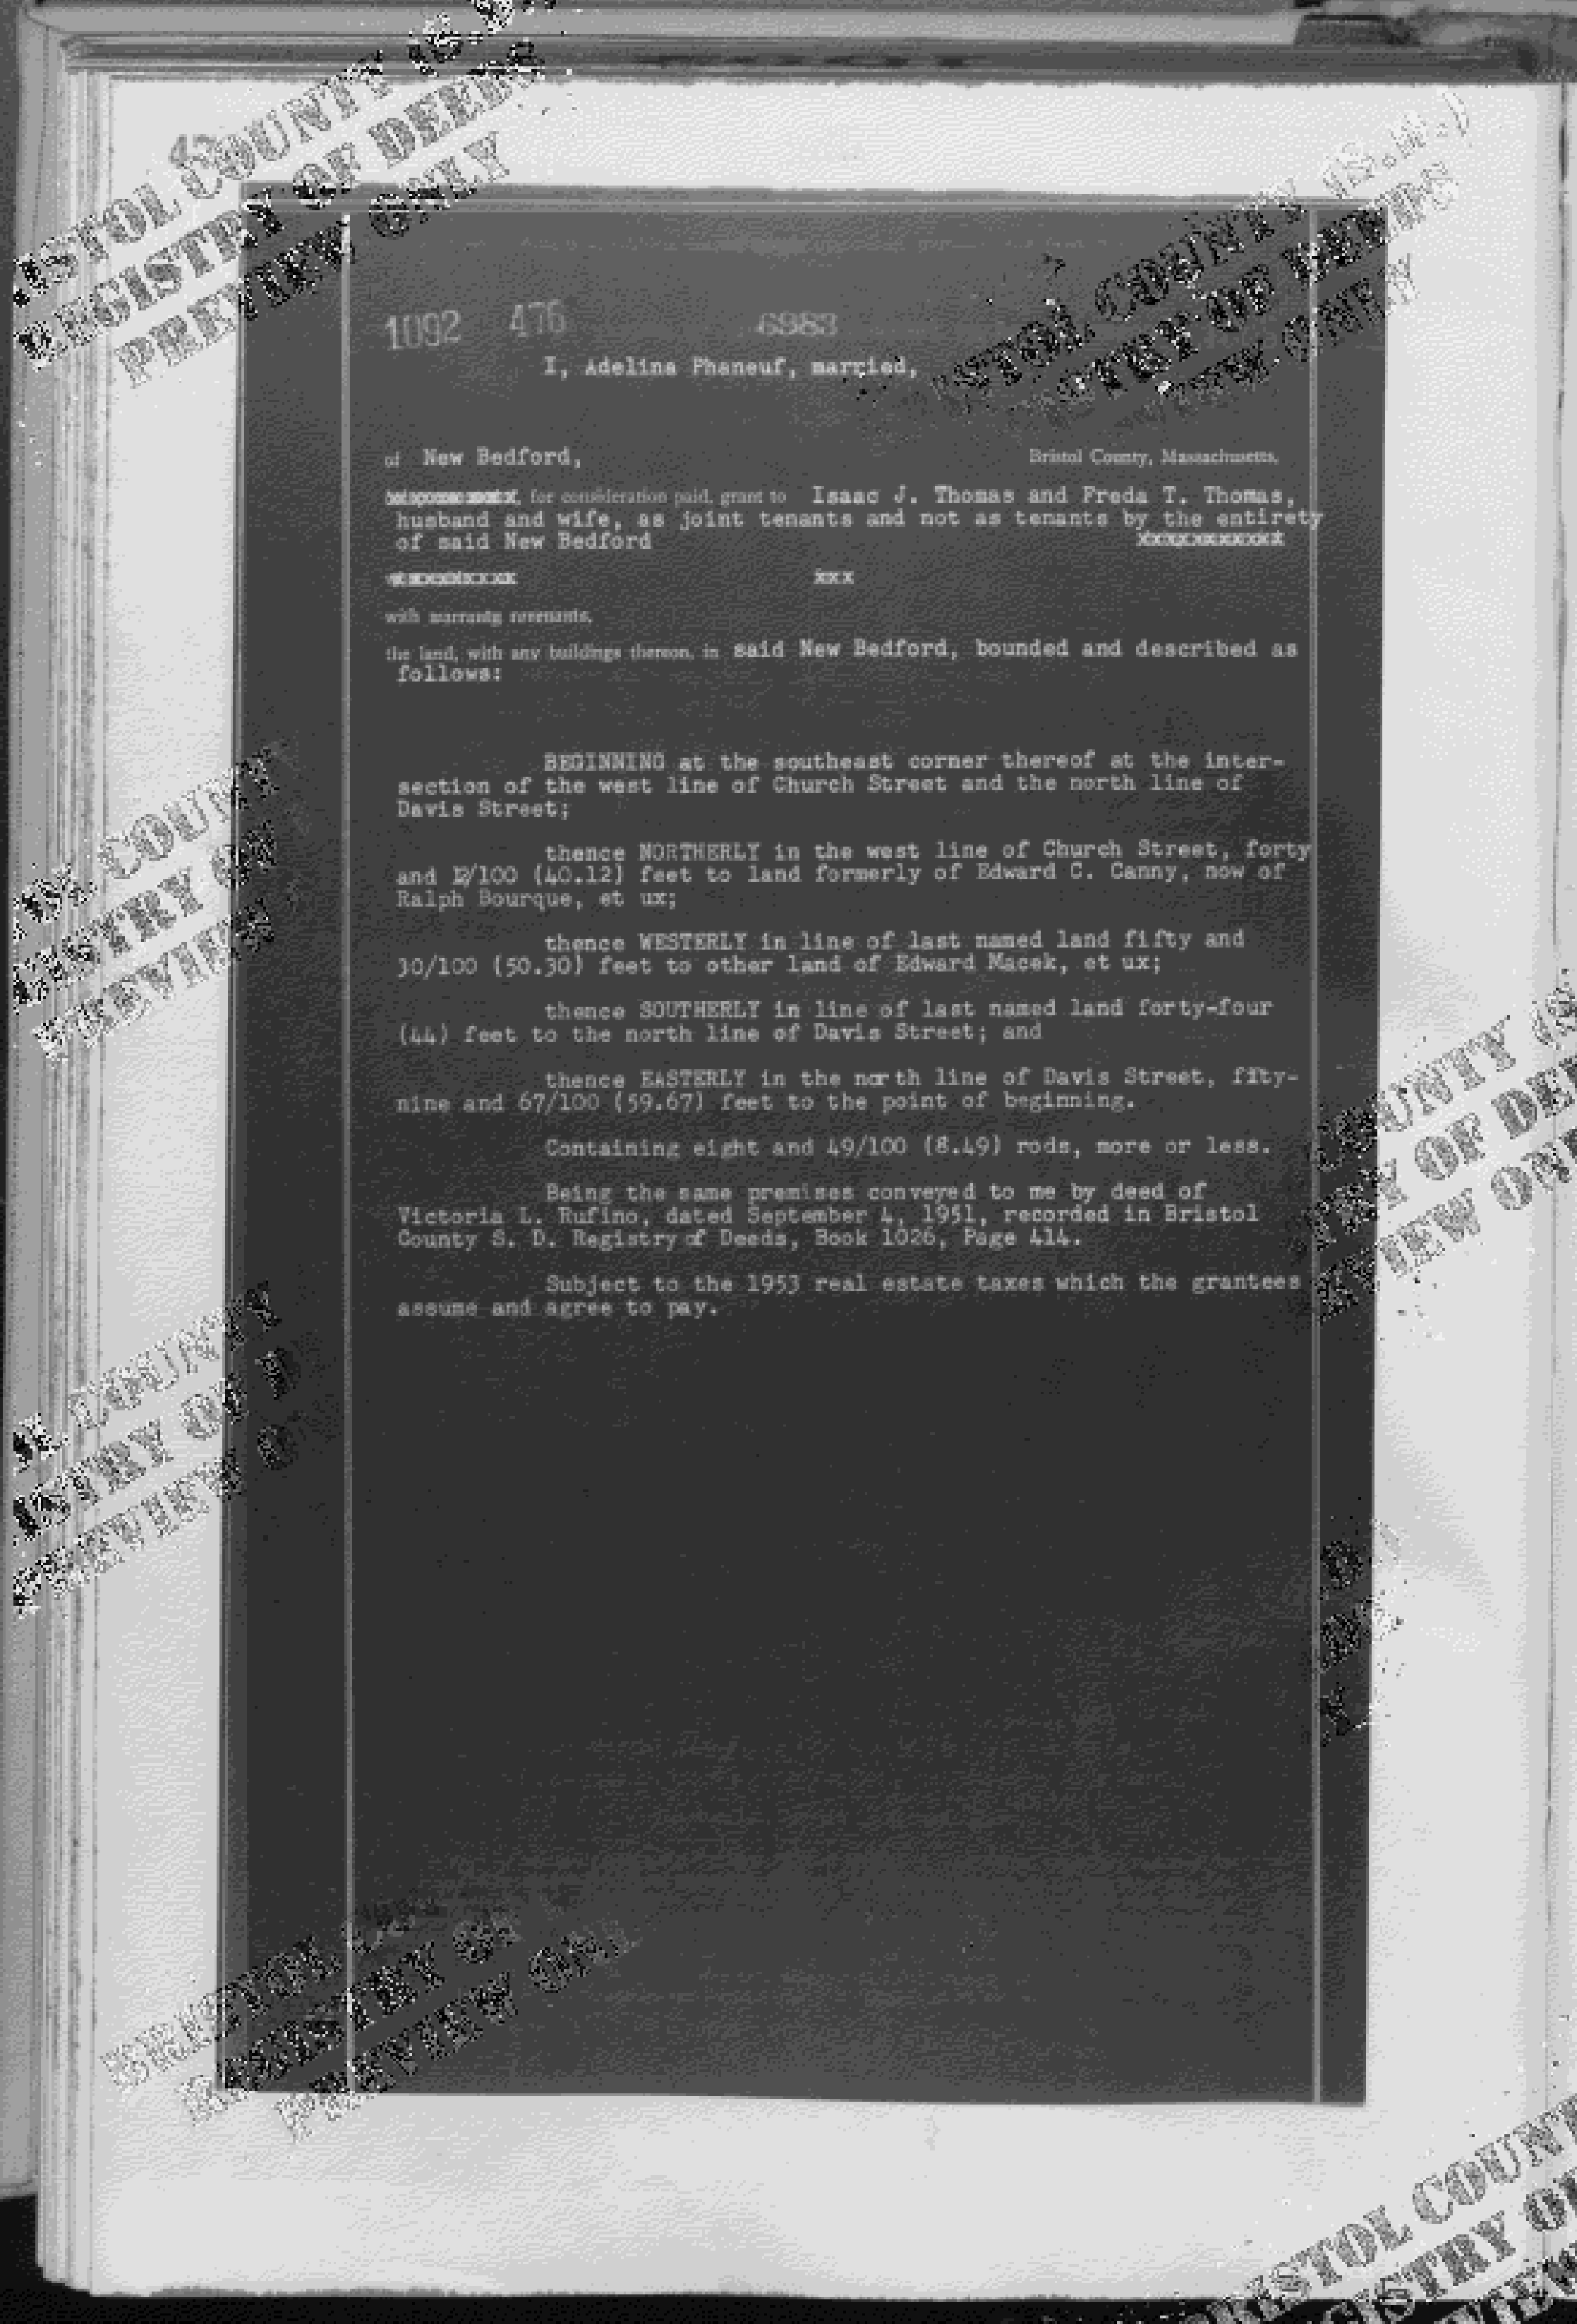 BRISTOL COUNTY (S.D.)
REGISTRY OF DEEDS
PREVIEW ONLY
1092 476 6983
I, Adelina Phaneuf, married,
of New Bedford, Bristol County, Massachusetts,
for consideration paid, grant to Isaac J. Thomas and Freda T. Thomas,
husband and wife, as joint tenants and not as tenants by the entirety
of said New Bedford xxxxxxxxxxx
xxx
with warranty covenants,
the land, with any buildings thereon, in said New Bedford, bounded and described as
follows:
BEGINNING at the southeast corner thereof at the inter-
section of the west line of Church Street and the north line of
Davis Street;
thence NORTHERLY in the west line of Church Street, forty
and 12/100 (40.12) feet to land formerly of Edward C. Canny, now of
Ralph Bourque, et ux;
thence WESTERLY in line of last named land fifty and
30/100 (50.30) feet to other land of Edward Macek, et ux;
thence SOUTHERLY in line of last named land forty-four
(44) feet to the north line of Davis Street; and
thence EASTERLY in the north line of Davis Street, fifty-
nine and 67/100 (59.67) feet to the point of beginning.
Containing eight and 49/100 (8.49) rods, more or less.
Being the same premises conveyed to me by deed of
Victoria L. Rufino, dated September 4, 1951, recorded in Bristol
County S. D. Registry of Deeds, Book 1026, Page 414.
Subject to the 1953 real estate taxes which the grantees
assume and agree to pay.